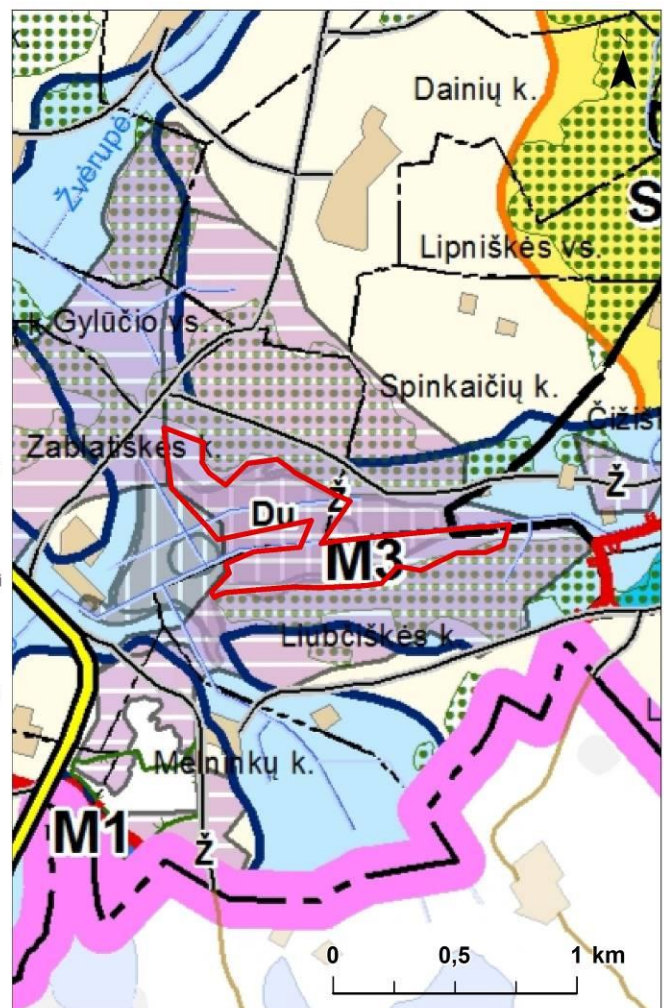 Dainių k.
Žvėrupė
S
Lipniškės vs.
Gylūčio vs.
Spinkaičių k.
Zablatiškės k.
Ž
Du
Ž
M3
Liubčiškės k.
Melninkų k.
M1
Ž
0 0,5 1 km